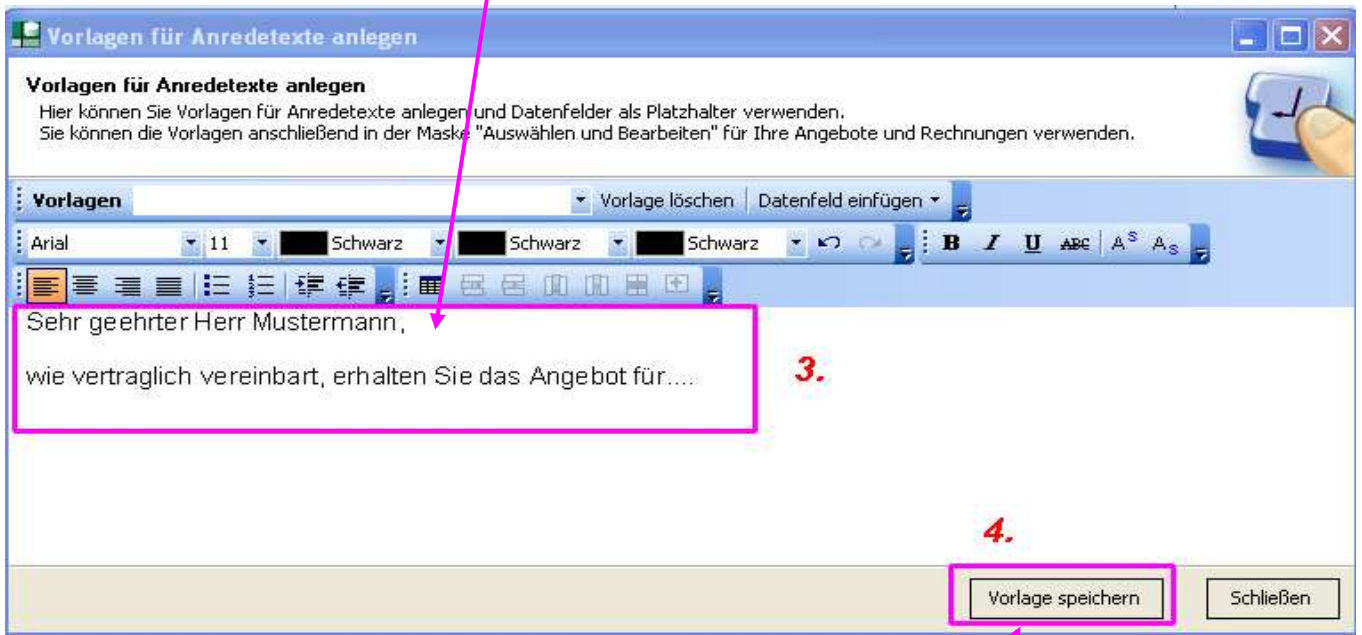 Vorlagen für Anredetexte anlegen
Vorlagen für Anredetexte anlegen
Hier können Sie Vorlagen für Anredetexte anlegen und Datenfelder als Platzhalter verwenden.
Sie können die Vorlagen anschließend in der Maske "Auswählen und Bearbeiten" für Ihre Angebote und Rechnungen verwenden.
Vorlagen Vorlage löschen Datenfeld einfügen
Arial 11 Schwarz Schwarz Schwarz B I U ABC A S A S
Sehr geehrter Herr Mustermann,
wie vertraglich vereinbart, erhalten Sie das Angebot für....
3.
4.
Vorlage speichern Schließen